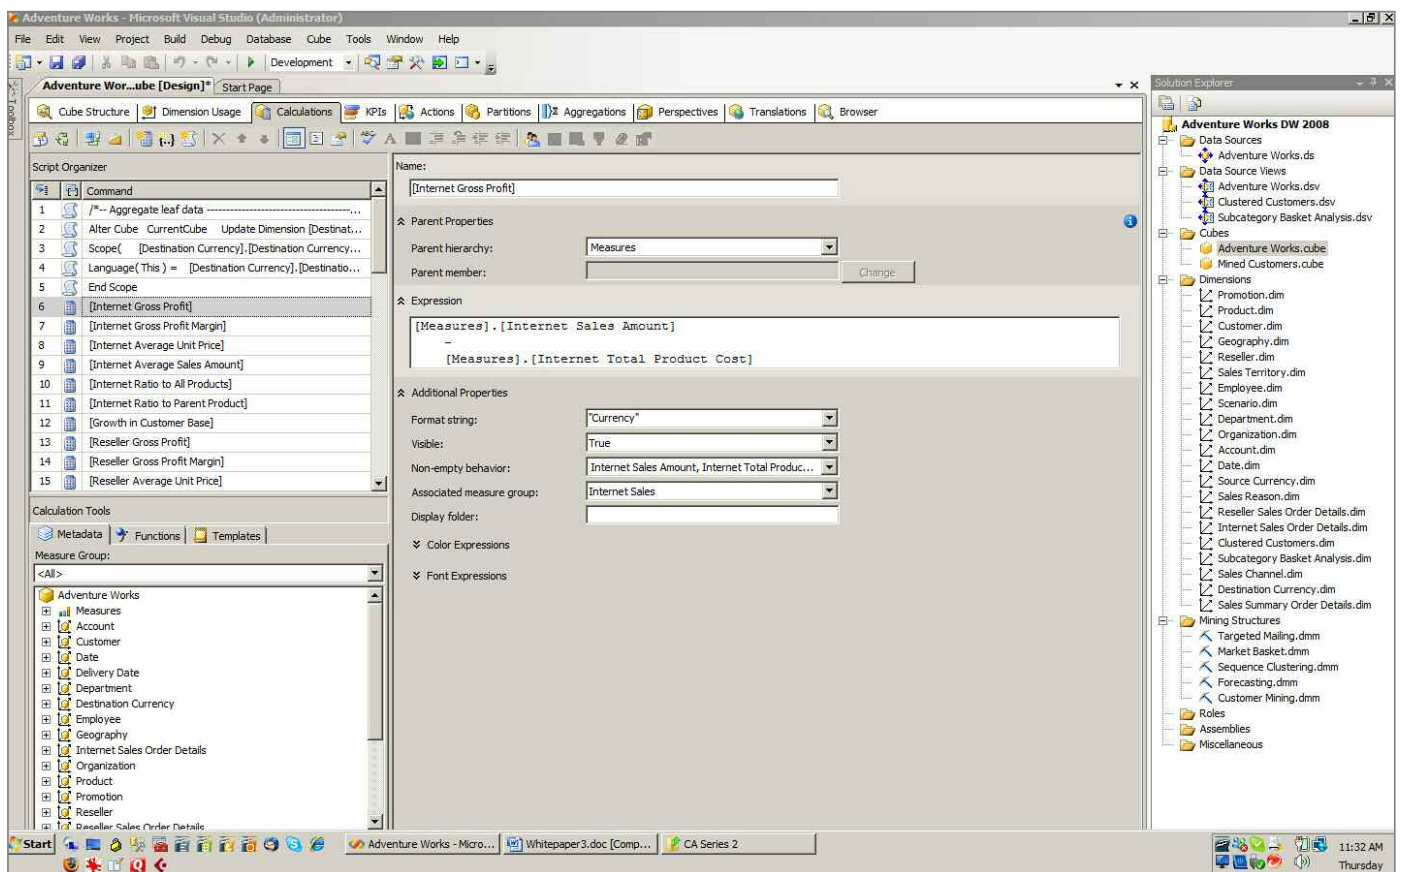 Adventure Works - Microsoft Visual Studio (Administrator)
File Edit View Project Build Debug Database Cube Tools Window Help
Development
Adventure Wor...ube [Design]* Start Page
Toolbox
Cube Structure Dimension Usage Calculations KPIs Actions Partitions Aggregations Perspectives Translations Browser
Script Organizer
Command
1 /*-- Aggregate leaf data ----------------------------------------...
2 Alter Cube CurrentCube Update Dimension [Destinat...
3 Scope( [Destination Currency].[Destination Currency...
4 Language( This ) = [Destination Currency].[Destinatio...
5 End Scope
6 [Internet Gross Profit]
7 [Internet Gross Profit Margin]
8 [Internet Average Unit Price]
9 [Internet Average Sales Amount]
10 [Internet Ratio to All Products]
11 [Internet Ratio to Parent Product]
12 [Growth in Customer Base]
13 [Reseller Gross Profit]
14 [Reseller Gross Profit Margin]
15 [Reseller Average Unit Price]
Calculation Tools
Metadata Functions Templates
Measure Group:
<All>
Adventure Works
Measures
Account
Customer
Date
Delivery Date
Department
Destination Currency
Employee
Geography
Internet Sales Order Details
Organization
Product
Promotion
Reseller
Reseller Sales Order Details
Name:
[Internet Gross Profit]
Parent Properties
Parent hierarchy: Measures
Parent member: Change
Expression
[Measures].[Internet Sales Amount]
-
[Measures].[Internet Total Product Cost]
Additional Properties
Format string: "Currency"
Visible: True
Non-empty behavior: Internet Sales Amount, Internet Total Produc...
Associated measure group: Internet Sales
Display folder:
Color Expressions
Font Expressions
Solution Explorer
Adventure Works DW 2008
Data Sources
Adventure Works.ds
Data Source Views
Adventure Works.dsv
Clustered Customers.dsv
Subcategory Basket Analysis.dsv
Cubes
Adventure Works.cube
Mined Customers.cube
Dimensions
Promotion.dim
Product.dim
Customer.dim
Geography.dim
Reseller.dim
Sales Territory.dim
Employee.dim
Scenario.dim
Department.dim
Organization.dim
Account.dim
Date.dim
Source Currency.dim
Sales Reason.dim
Reseller Sales Order Details.dim
Internet Sales Order Details.dim
Clustered Customers.dim
Subcategory Basket Analysis.dim
Sales Channel.dim
Destination Currency.dim
Sales Summary Order Details.dim
Mining Structures
Targeted Mailing.dmm
Market Basket.dmm
Sequence Clustering.dmm
Forecasting.dmm
Customer Mining.dmm
Roles
Assemblies
Miscellaneous
Start Adventure Works - Micro... Whitepaper3.doc [Comp... CA Series 2 11:32 AM
Thursday